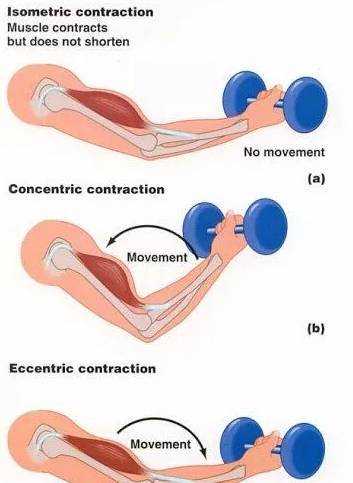 Isometric contraction
Muscle contracts
but does not shorten
No movement
(a)
Concentric contraction
Movement
(b)
Eccentric contraction
Movement